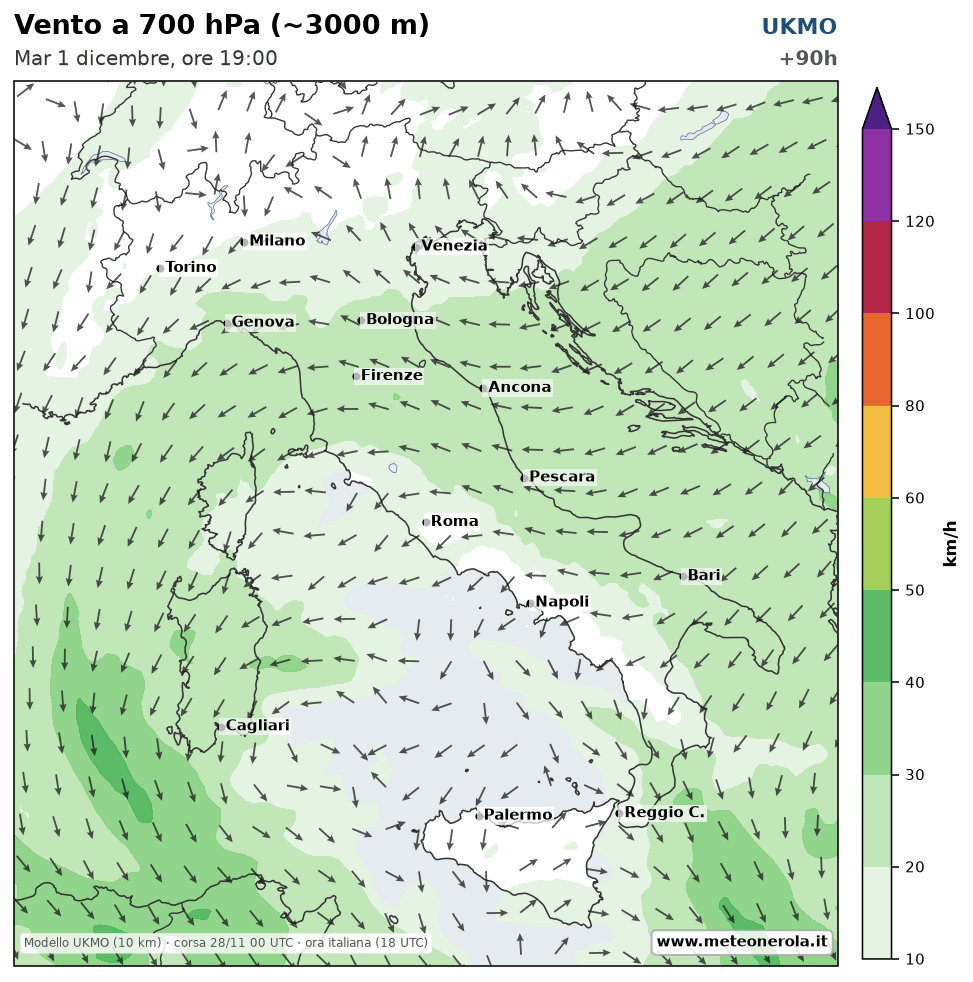 Vento a 700 hPa (~3000 m)
UKMO
Mar 1 dicembre, ore 19:00
+90h
Milano
Venezia
Torino
Genova
Bologna
Firenze
Ancona
Pescara
Roma
Bari
Napoli
Cagliari
Palermo
Reggio C.
150
120
100
80
60
50
40
30
20
10
km/h
Modello UKMO (10 km) · corsa 28/11 00 UTC · ora italiana (18 UTC)
www.meteonerola.it